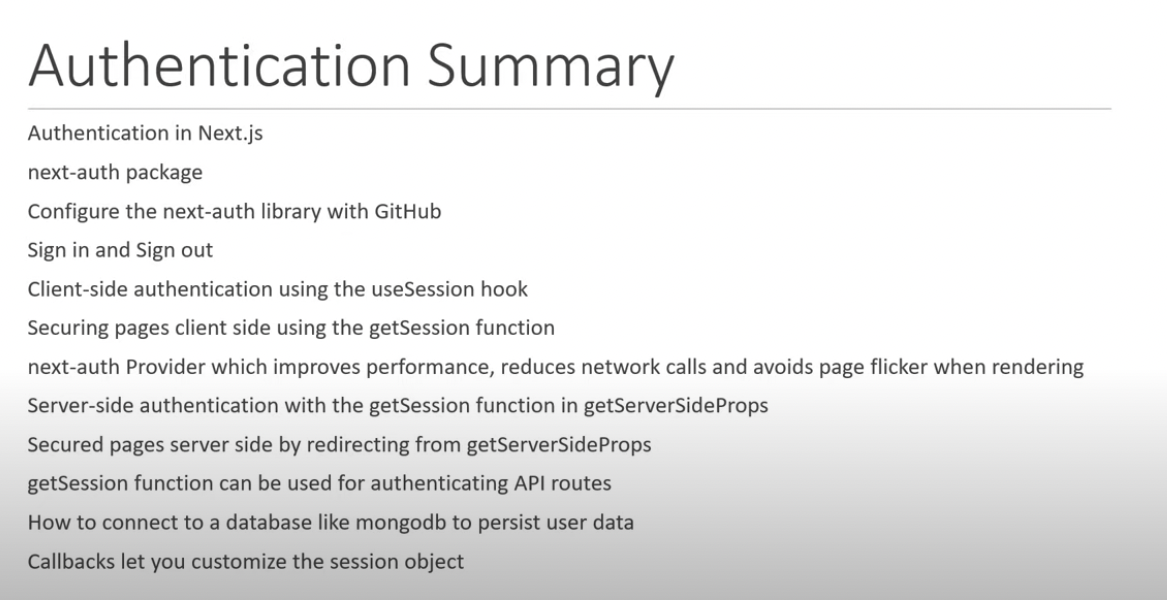 Authentication Summary
Authentication in Next.js
next-auth package
Configure the next-auth library with GitHub
Sign in and Sign out
Client-side authentication using the useSession hook
Securing pages client side using the getSession function
next-auth Provider which improves performance, reduces network calls and avoids page flicker when rendering
Server-side authentication with the getSession function in getServerSideProps
Secured pages server side by redirecting from getServerSideProps
getSession function can be used for authenticating API routes
How to connect to a database like mongodb to persist user data
Callbacks let you customize the session object